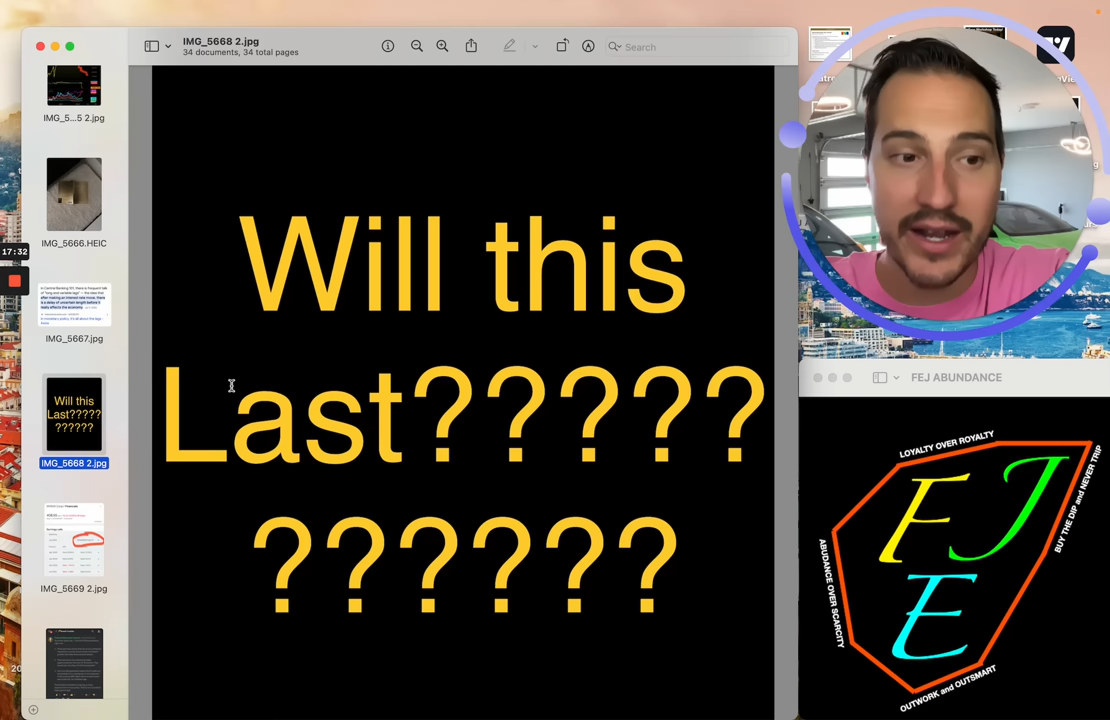 IMG_5668 2.jpg
34 documents, 34 total pages
Search
IMG_5...5 2.jpg
IMG_5666.HEIC
17:32
IMG_5667.jpg
Will this
Last?????
??????
IMG_5668 2.jpg
IMG_5669 2.jpg
Will this
Last?????
??????
FEJ ABUNDANCE
LOYALTY OVER ROYALTY
BUY THE DIP and NEVER TRIP
ABUDANCE OVER SCARCITY
OUTWORK and OUTSMART
F J
E